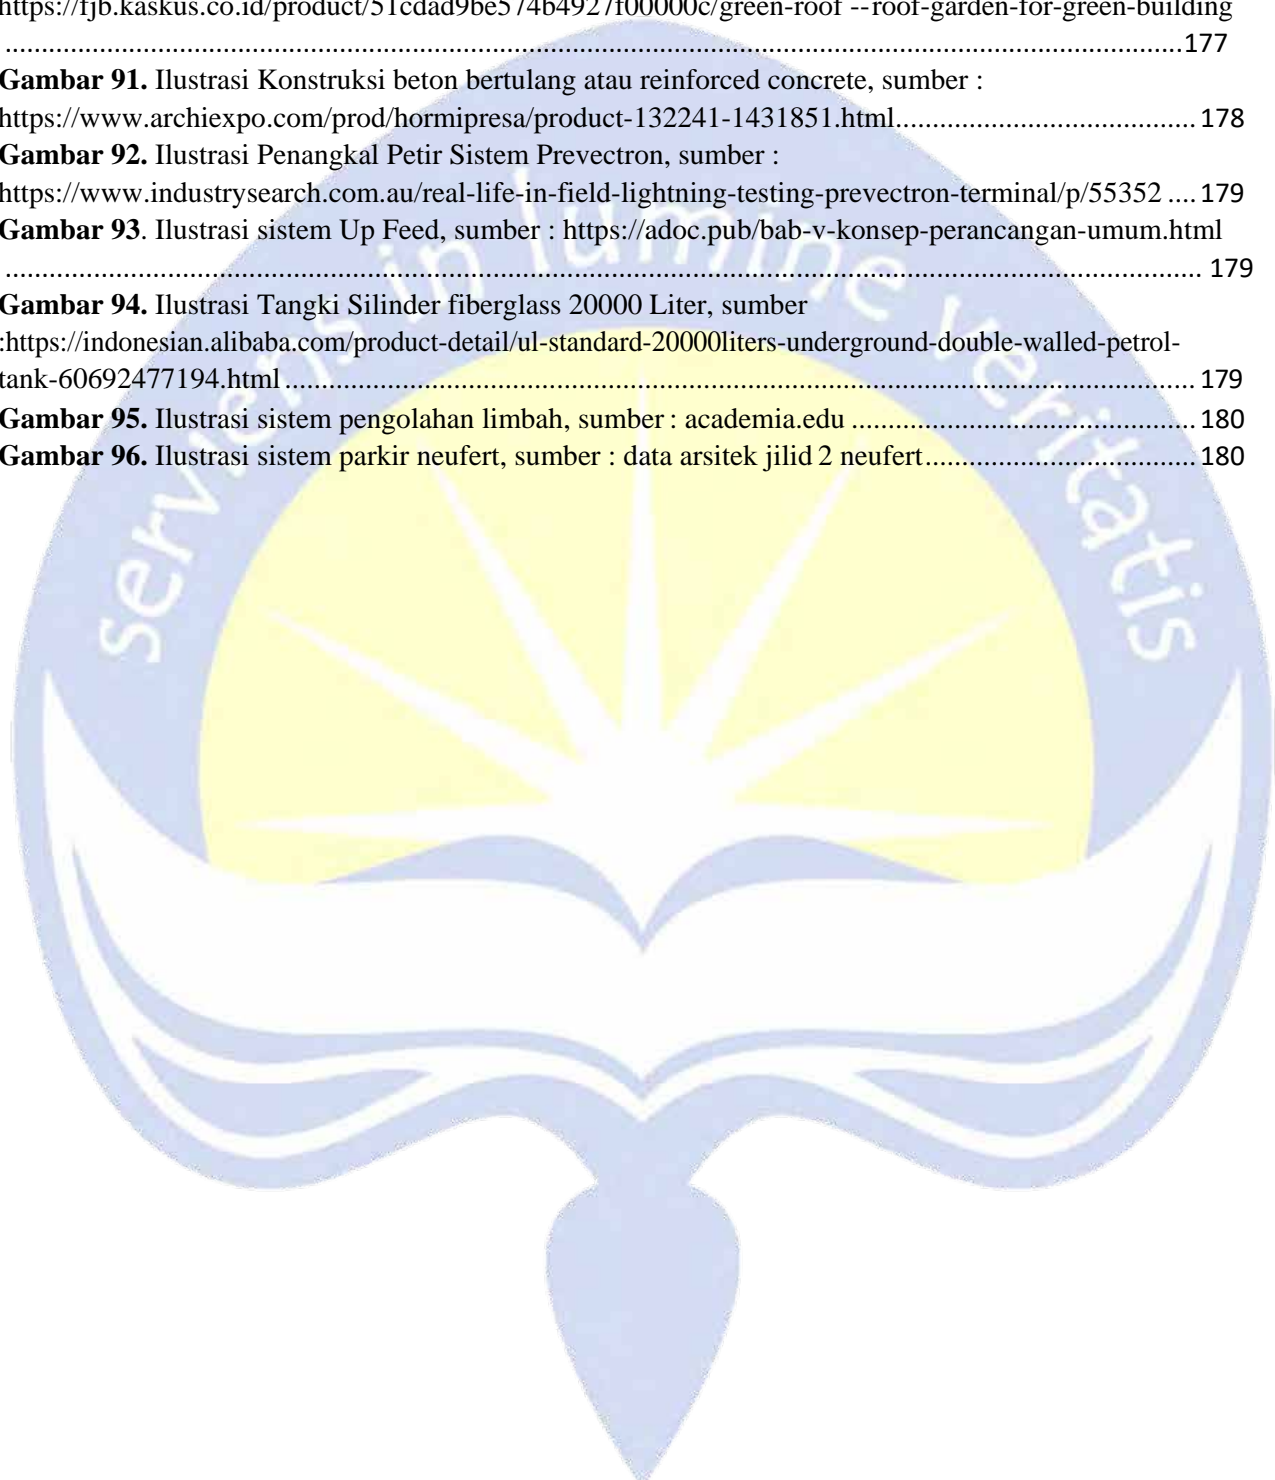 https://fjb.kaskus.co.id/product/51cdad9be574b4927f00000c/green-roof --roof-garden-for-green-building
........................................................................................................................................177
Gambar 91. Ilustrasi Konstruksi beton bertulang atau reinforced concrete, sumber :
https://www.archiexpo.com/prod/hormipresa/product-132241-1431851.html................................... 178
Gambar 92. Ilustrasi Penangkal Petir Sistem Prevectron, sumber :
https://www.industrysearch.com.au/real-life-in-field-lightning-testing-prevectron-terminal/p/55352 .... 179
Gambar 93. Ilustrasi sistem Up Feed, sumber : https://adoc.pub/bab-v-konsep-perancangan-umum.html
.......................................................................................................................................... 179
Gambar 94. Ilustrasi Tangki Silinder fiberglass 20000 Liter, sumber
:https://indonesian.alibaba.com/product-detail/ul-standard-20000liters-underground-double-walled-petrol-
tank-60692477194.html ......................................................................................................... 179
Gambar 95. Ilustrasi sistem pengolahan limbah, sumber : academia.edu ........................................ 180
Gambar 96. Ilustrasi sistem parkir neufert, sumber : data arsitek jilid 2 neufert............................... 180
serviens in lumine veritatis